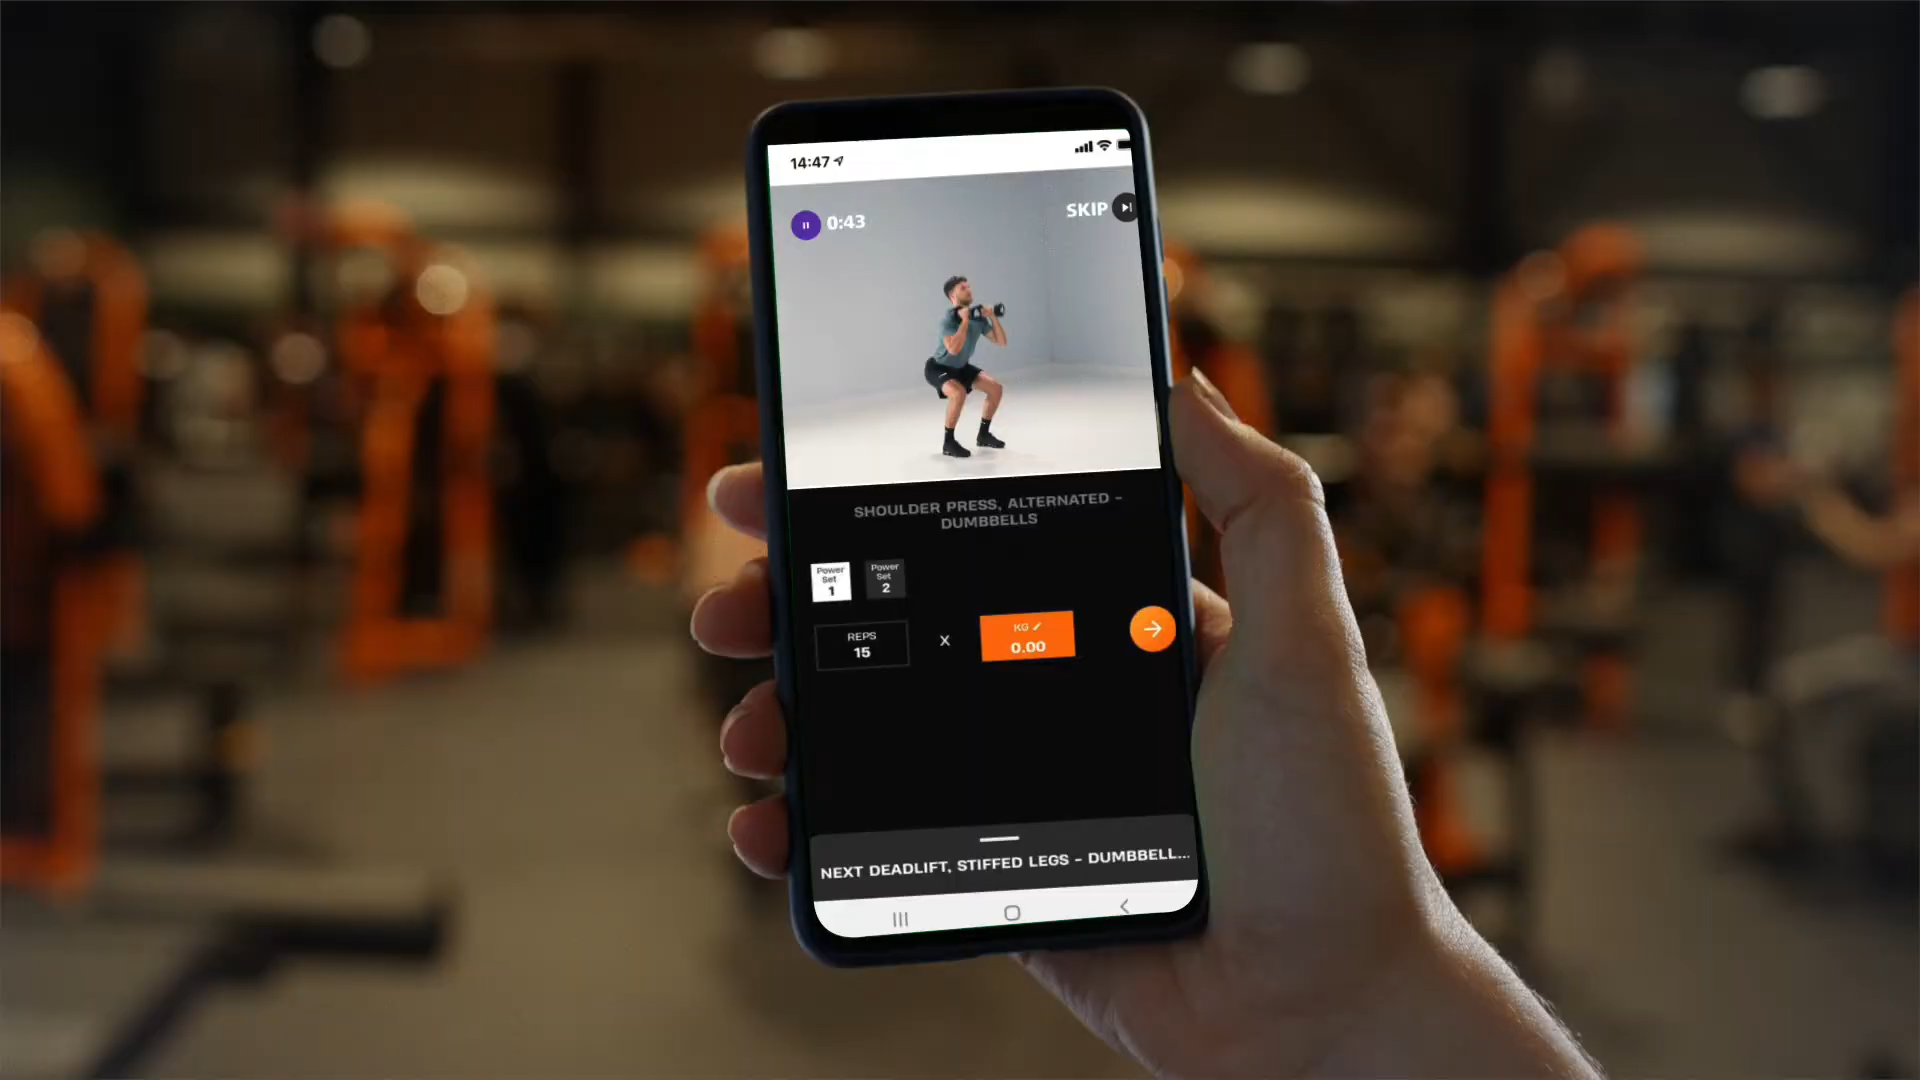 14:47
0:43
SKIP
SHOULDER PRESS, ALTERNATED -
DUMBBELLS
Power
Set
1
Power
Set
2
REPS
15
X
KG
0.00
NEXT DEADLIFT, STIFFED LEGS - DUMBBELL...